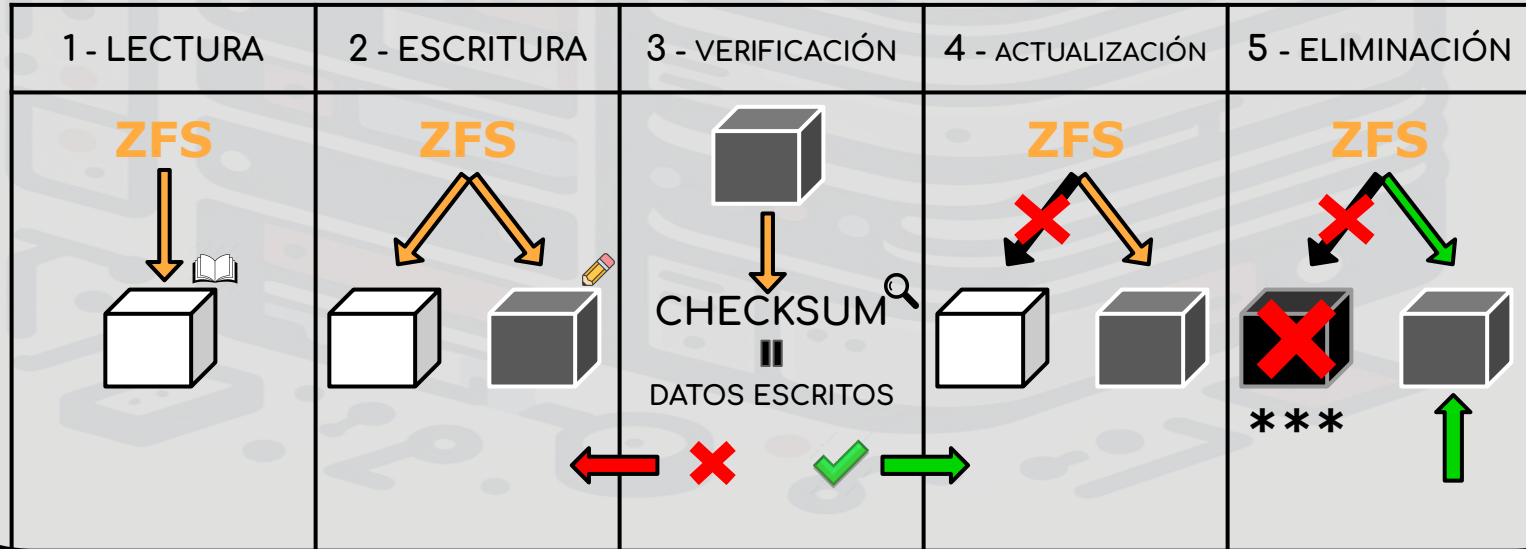 1 - LECTURA
2 - ESCRITURA
3 - VERIFICACIÓN
4 - ACTUALIZACIÓN
5 - ELIMINACIÓN
ZFS
ZFS
ZFS
ZFS
CHECKSUM
=
DATOS ESCRITOS
***